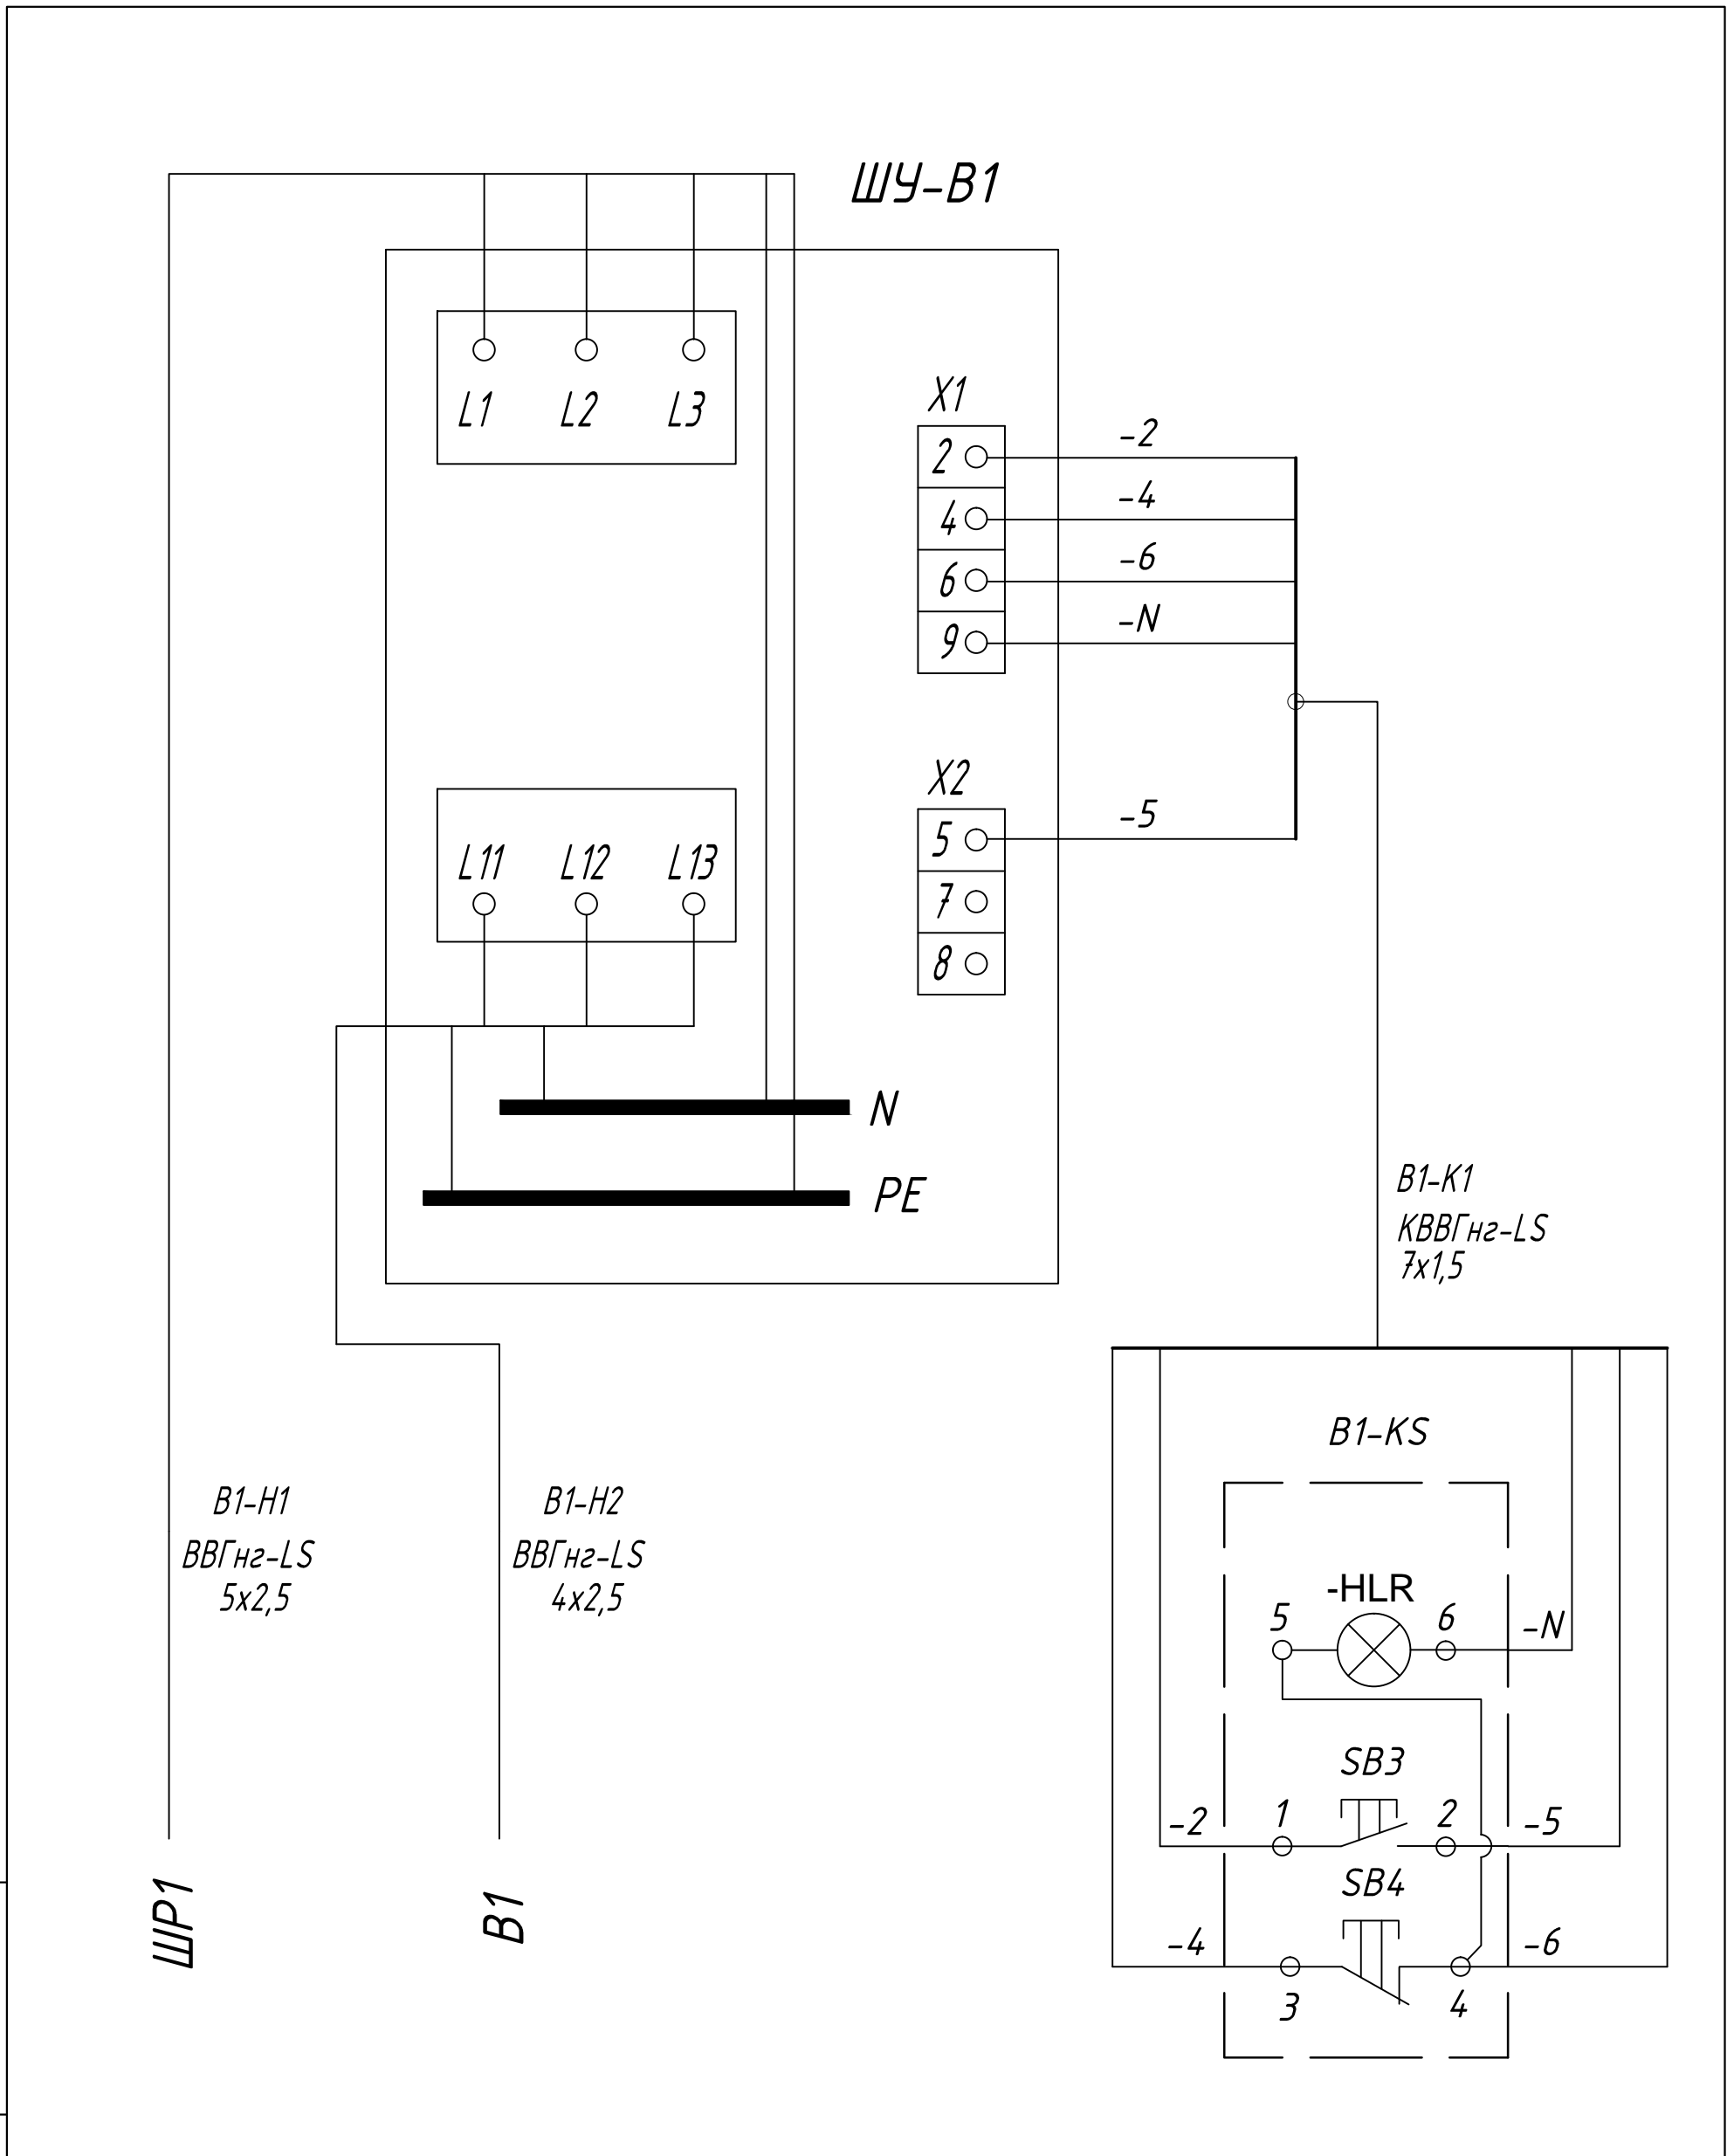 ШУ-В1
L1 L2 L3
X1
2 -2
4 -4
6 -6
9 -N
X2
5 -5
7
8
L11 L12 L13
N
PE
В1-К1
КВВГнг-LS
7х1,5
В1-Н1
ВВГнг-LS
5х2,5
В1-Н2
ВВГнг-LS
4х2,5
В1-KS
-HLR
5 6 -N
SB3
-2 1 2 -5
SB4
-4 -6
3 4
ШР1
В1